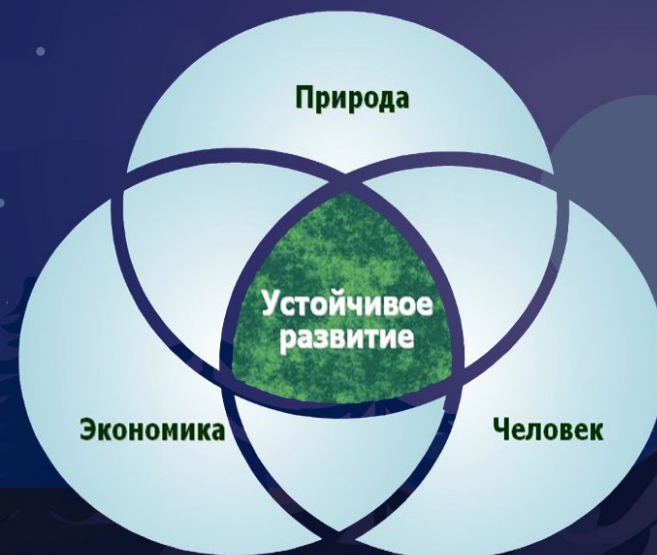 Природа
Устойчивое
развитие
Экономика
Человек